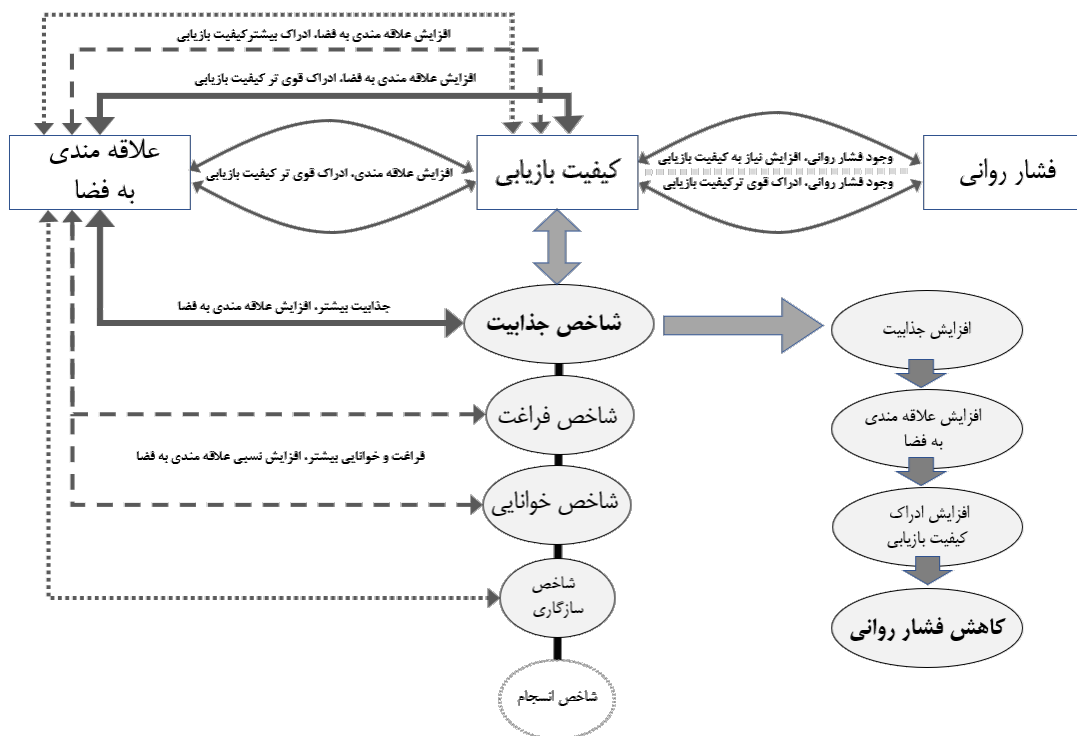 افزایش علاقه مندی به فضا، ادراک بیشترکیفیت بازیابی
افزایش علاقه مندی به فضا، ادراک قوی تر کیفیت بازیابی
علاقه مندی
به فضا
افزایش علاقه مندی، ادراک قوی تر کیفیت بازیابی
کیفیت بازیابی
وجود فشار روانی، افزایش نیاز به کیفیت بازیابی
وجود فشار روانی، ادراک قوی ترکیفیت بازیابی
فشار روانی
جذابیت بیشتر، افزایش علاقه مندی به فضا
شاخص جذابیت
شاخص فراغت
فراغت و خوانایی بیشتر، افزایش نسبی علاقه مندی به فضا
شاخص خوانایی
شاخص
سازگاری
شاخص انسجام
افزایش جذابیت
افزایش علاقه مندی
به فضا
افزایش ادراک
کیفیت بازیابی
کاهش فشار روانی